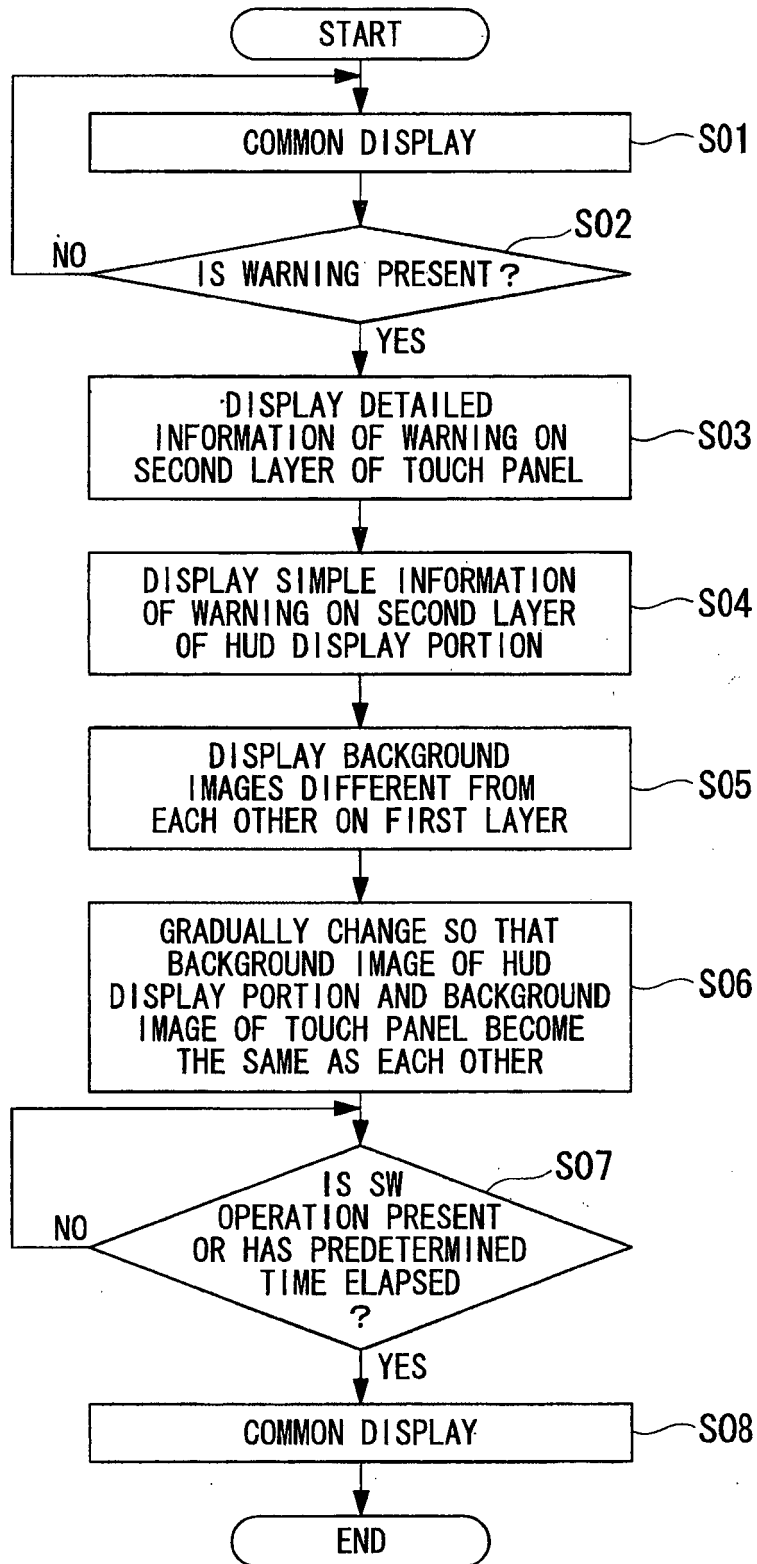 START
COMMON DISPLAY
S01
S02
NO
IS WARNING PRESENT?
YES
DISPLAY DETAILED
INFORMATION OF WARNING ON
SECOND LAYER OF TOUCH PANEL
S03
DISPLAY SIMPLE INFORMATION
OF WARNING ON SECOND LAYER
OF HUD DISPLAY PORTION
S04
DISPLAY BACKGROUND
IMAGES DIFFERENT FROM
EACH OTHER ON FIRST LAYER
S05
GRADUALLY CHANGE SO THAT
BACKGROUND IMAGE OF HUD
DISPLAY PORTION AND BACKGROUND
IMAGE OF TOUCH PANEL BECOME
THE SAME AS EACH OTHER
S06
S07
NO
IS SW
OPERATION PRESENT
OR HAS PREDETERMINED
TIME ELAPSED
?
YES
COMMON DISPLAY
S08
END